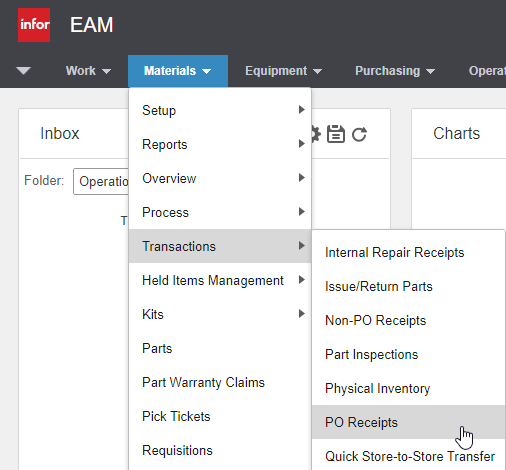 infor EAM
Work Materials Equipment Purchasing Operat
Inbox Charts
Folder: Operatio
T
Setup
Reports
Overview
Process
Transactions
Held Items Management
Kits
Parts
Part Warranty Claims
Pick Tickets
Requisitions
Internal Repair Receipts
Issue/Return Parts
Non-PO Receipts
Part Inspections
Physical Inventory
PO Receipts
Quick Store-to-Store Transfer